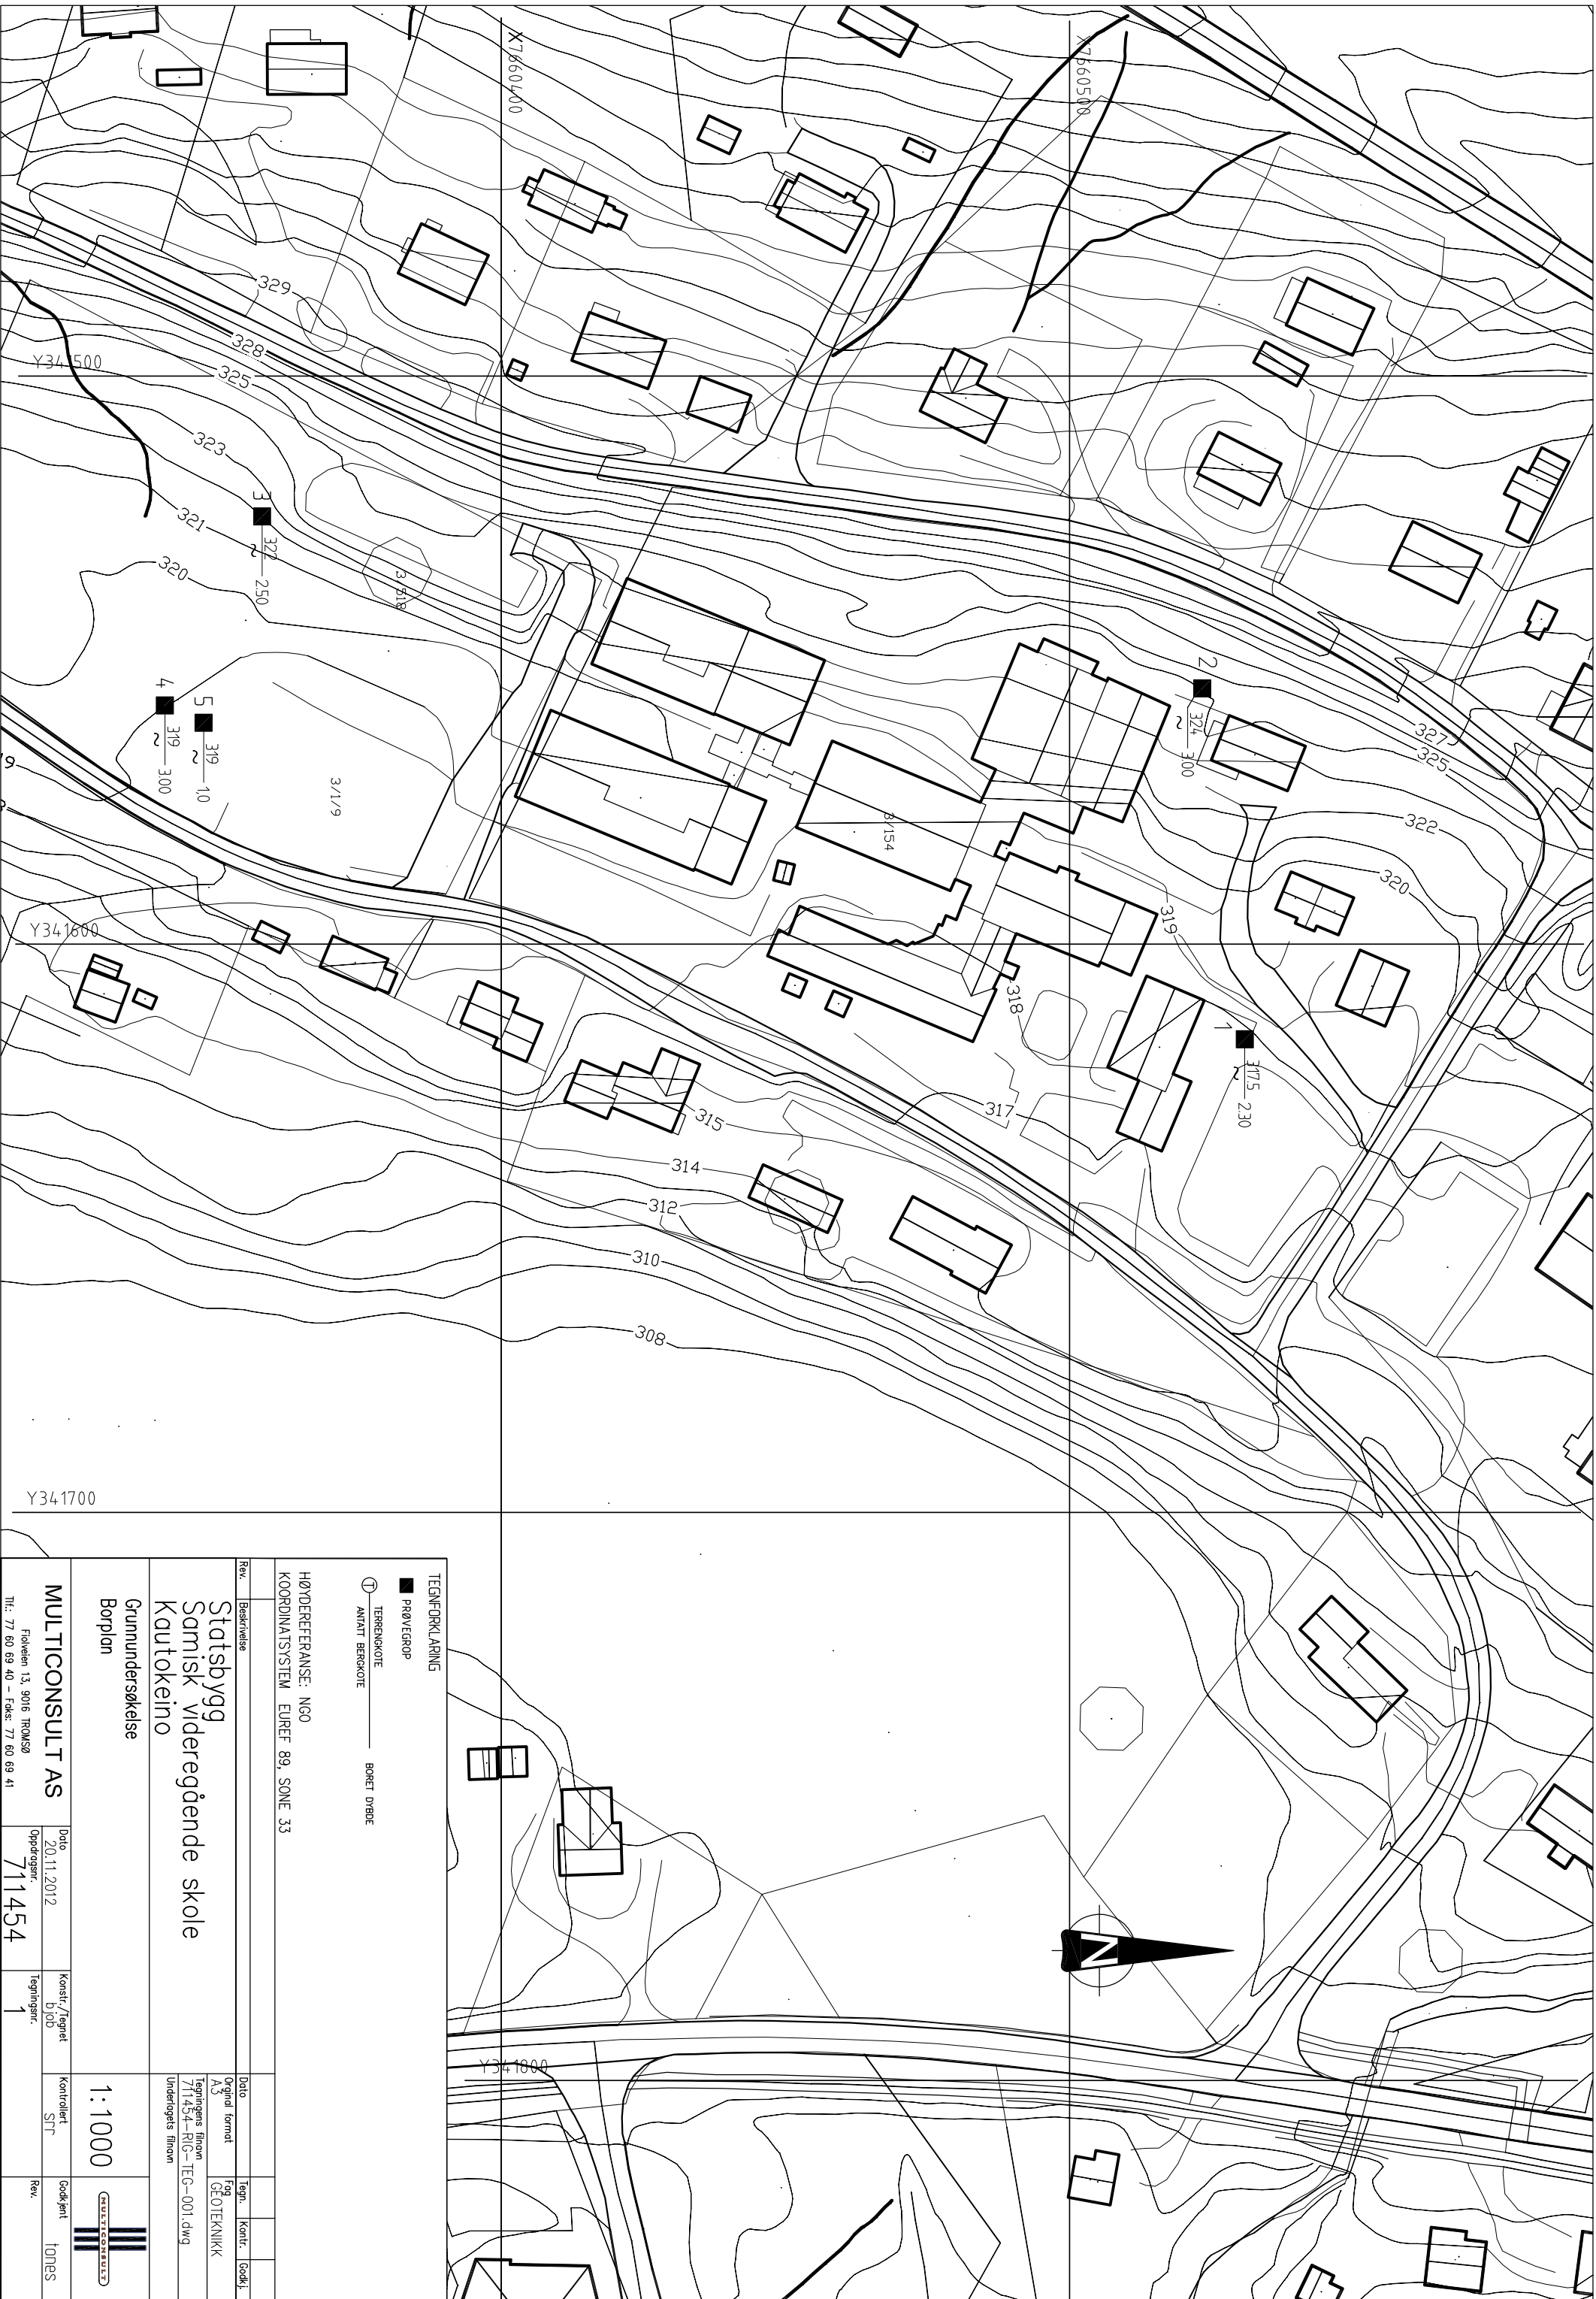 X7660400
X7660500
329
328
Y341500
325
323
3
321
322
~
250
320
3
518
2
324
~
300
327
325
4
319
~
300
5
319
~
1,0
3/1/9
3/154
322
320
319
Y341600
318
1
317,5
~
230
317
315
314
312
310
308
Y341700
Y341800
N
TEGNFORKLARING
PRØVEGROP
T
TERRENGKOTE
ANTATT BERGKOTE
BORET DYBDE
HØYDEREFERANSE: NGO
KOORDINATSYSTEM EUREF 89, SONE 33
Rev. Beskrivelse Dato Tegn. Kontr. Godkj.
Statsbygg
Samisk videregående skole
Kautokeino
Original format
A3
Fag
GEOTEKNIKK
Tegningens filnavn
711454-RIG-TEG-001.dwg
Underlagets filnavn
Grunnundersøkelse
Borplan
1:1000
MULTICONSULT
MULTICONSULT AS
Fiolveien 13, 9016 TROMSØ
Tlf.: 77 60 69 40 - Faks: 77 60 69 41
Dato
20.11.2012
Konstr./Tegnet
bjob
Kontrollert
srr
Godkjent
tones
Oppdragsnr.
711454
Tegningsnr.
1
Rev.